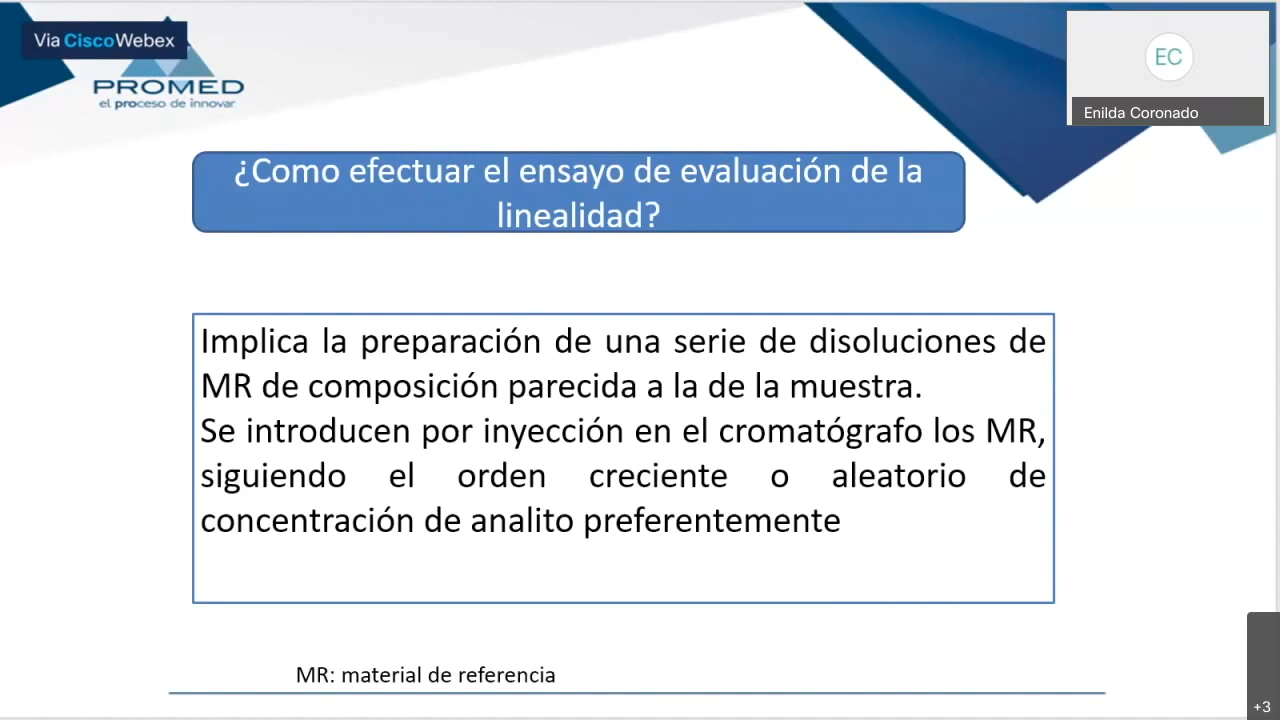 Via Cisco Webex
PROMED
el proceso de innovar
EC
Enilda Coronado
¿Como efectuar el ensayo de evaluación de la
linealidad?
Implica la preparación de una serie de disoluciones de
MR de composición parecida a la de la muestra.
Se introducen por inyección en el cromatógrafo los MR,
siguiendo el orden creciente o aleatorio de
concentración de analito preferentemente
MR: material de referencia
+3